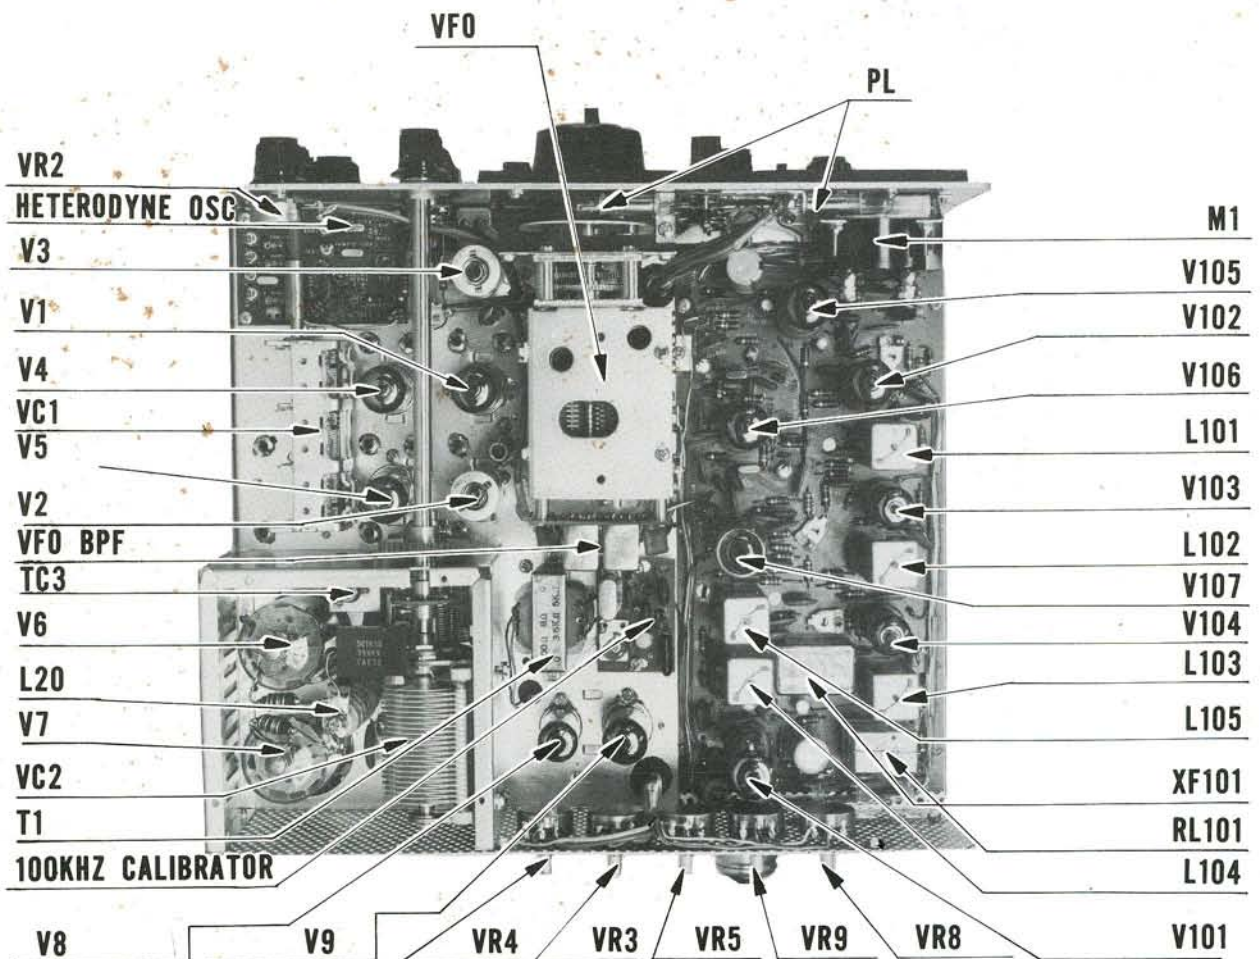 VFO
PL
VR2
HETERODYNE OSC
V3
V1
V4
VC1
V5
V2
VFO BPF
TC3
V6
L20
V7
VC2
T1
100KHZ CALIBRATOR
M1
V105
V102
V106
L101
V103
L102
V107
V104
L103
L105
XF101
RL101
L104
V8
V9
VR4
VR3
VR5
VR9
VR8
V101